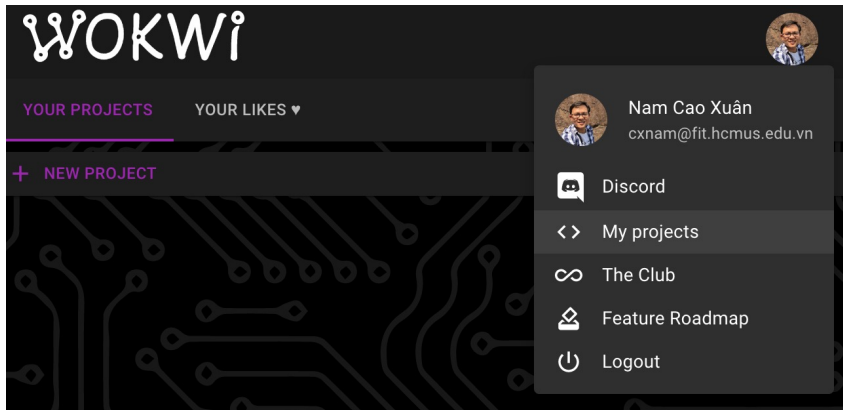 WOKWi
YOUR PROJECTS
YOUR LIKES ♥
NEW PROJECT
Nam Cao Xuân
cxnam@fit.hcmus.edu.vn
Discord
My projects
The Club
Feature Roadmap
Logout